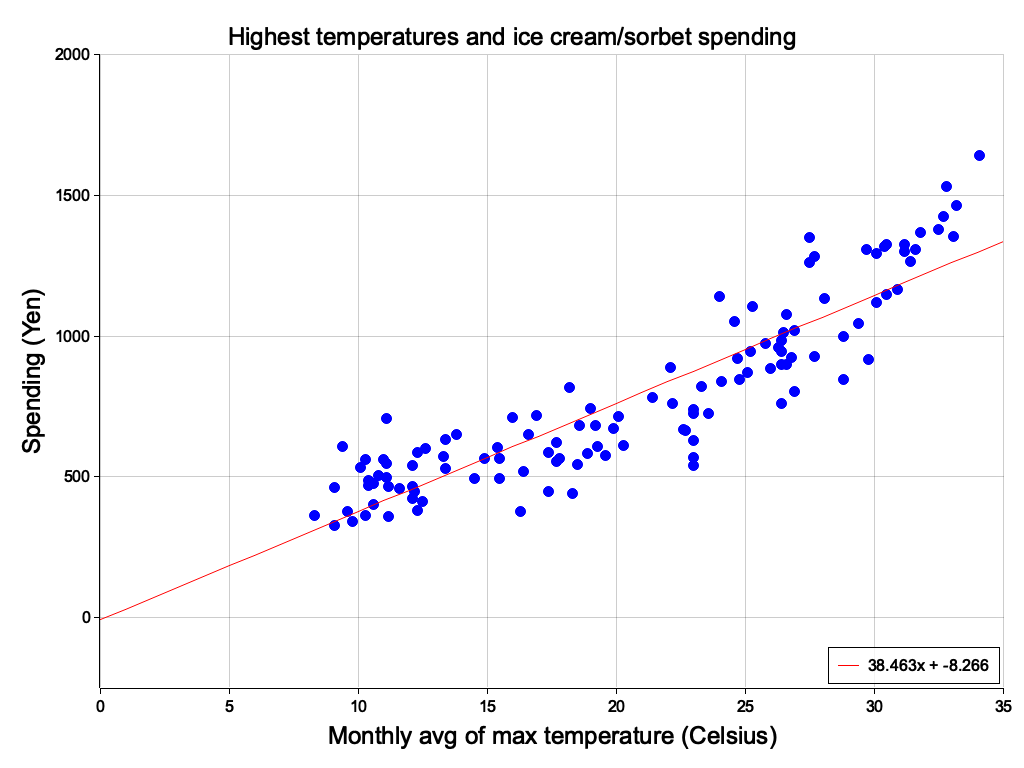 Highest temperatures and ice cream/sorbet spending
2000
1500
1000
500
0
Spending (Yen)
38.463x + -8.266
0 5 10 15 20 25 30 35
Monthly avg of max temperature (Celsius)